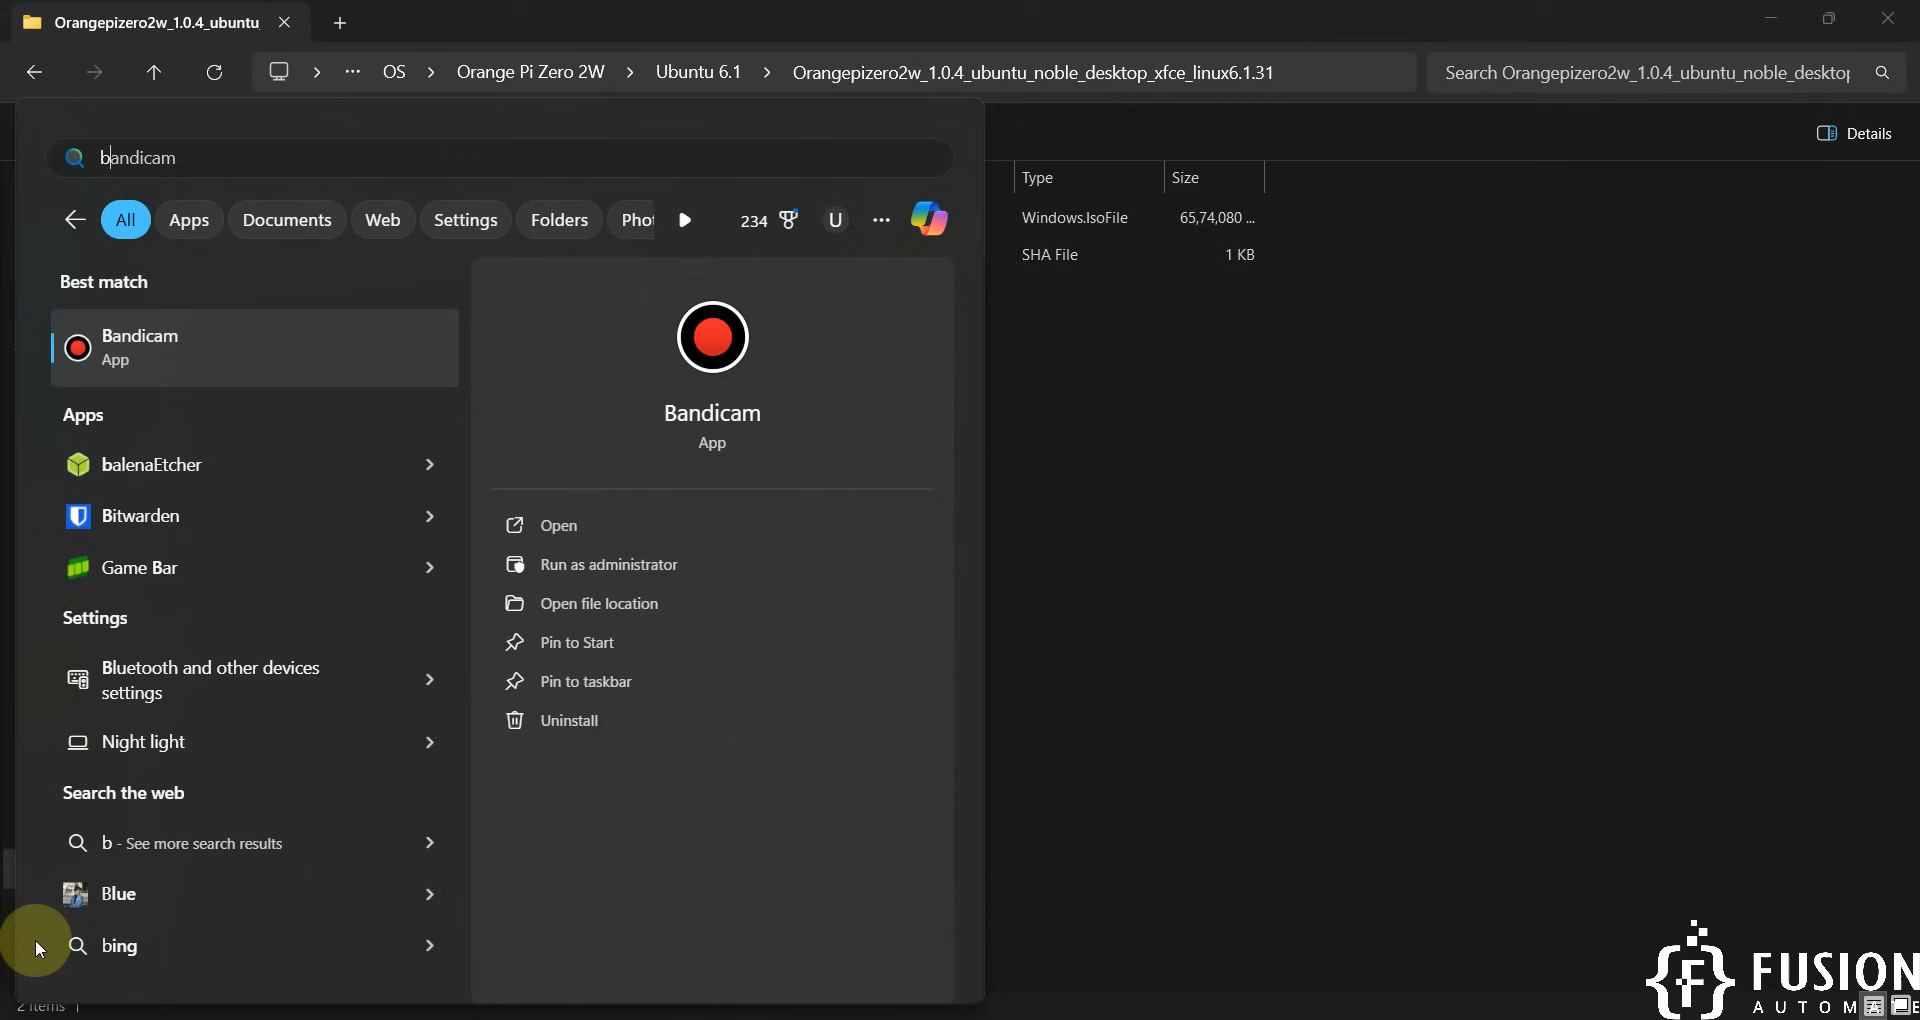 Orangepizero2w_1.0.4_ubuntu_
OS > Orange Pi Zero 2W > Ubuntu 6.1 > Orangepizero2w_1.0.4_ubuntu_noble_desktop_xfce_linux6.1.31
Search Orangepizero2w_1.0.4_ubuntu_noble_desktop
Details
Type
Size
Windows.IsoFile
65,74,080 ...
SHA File
1 KB
bandicam
All
Apps
Documents
Web
Settings
Folders
Phot
234
U
Best match
Bandicam
App
Apps
balenaEtcher
Bitwarden
Game Bar
Settings
Bluetooth and other devices
settings
Night light
Search the web
b - See more search results
Blue
bing
Bandicam
App
Open
Run as administrator
Open file location
Pin to Start
Pin to taskbar
Uninstall
2 items
FUSION